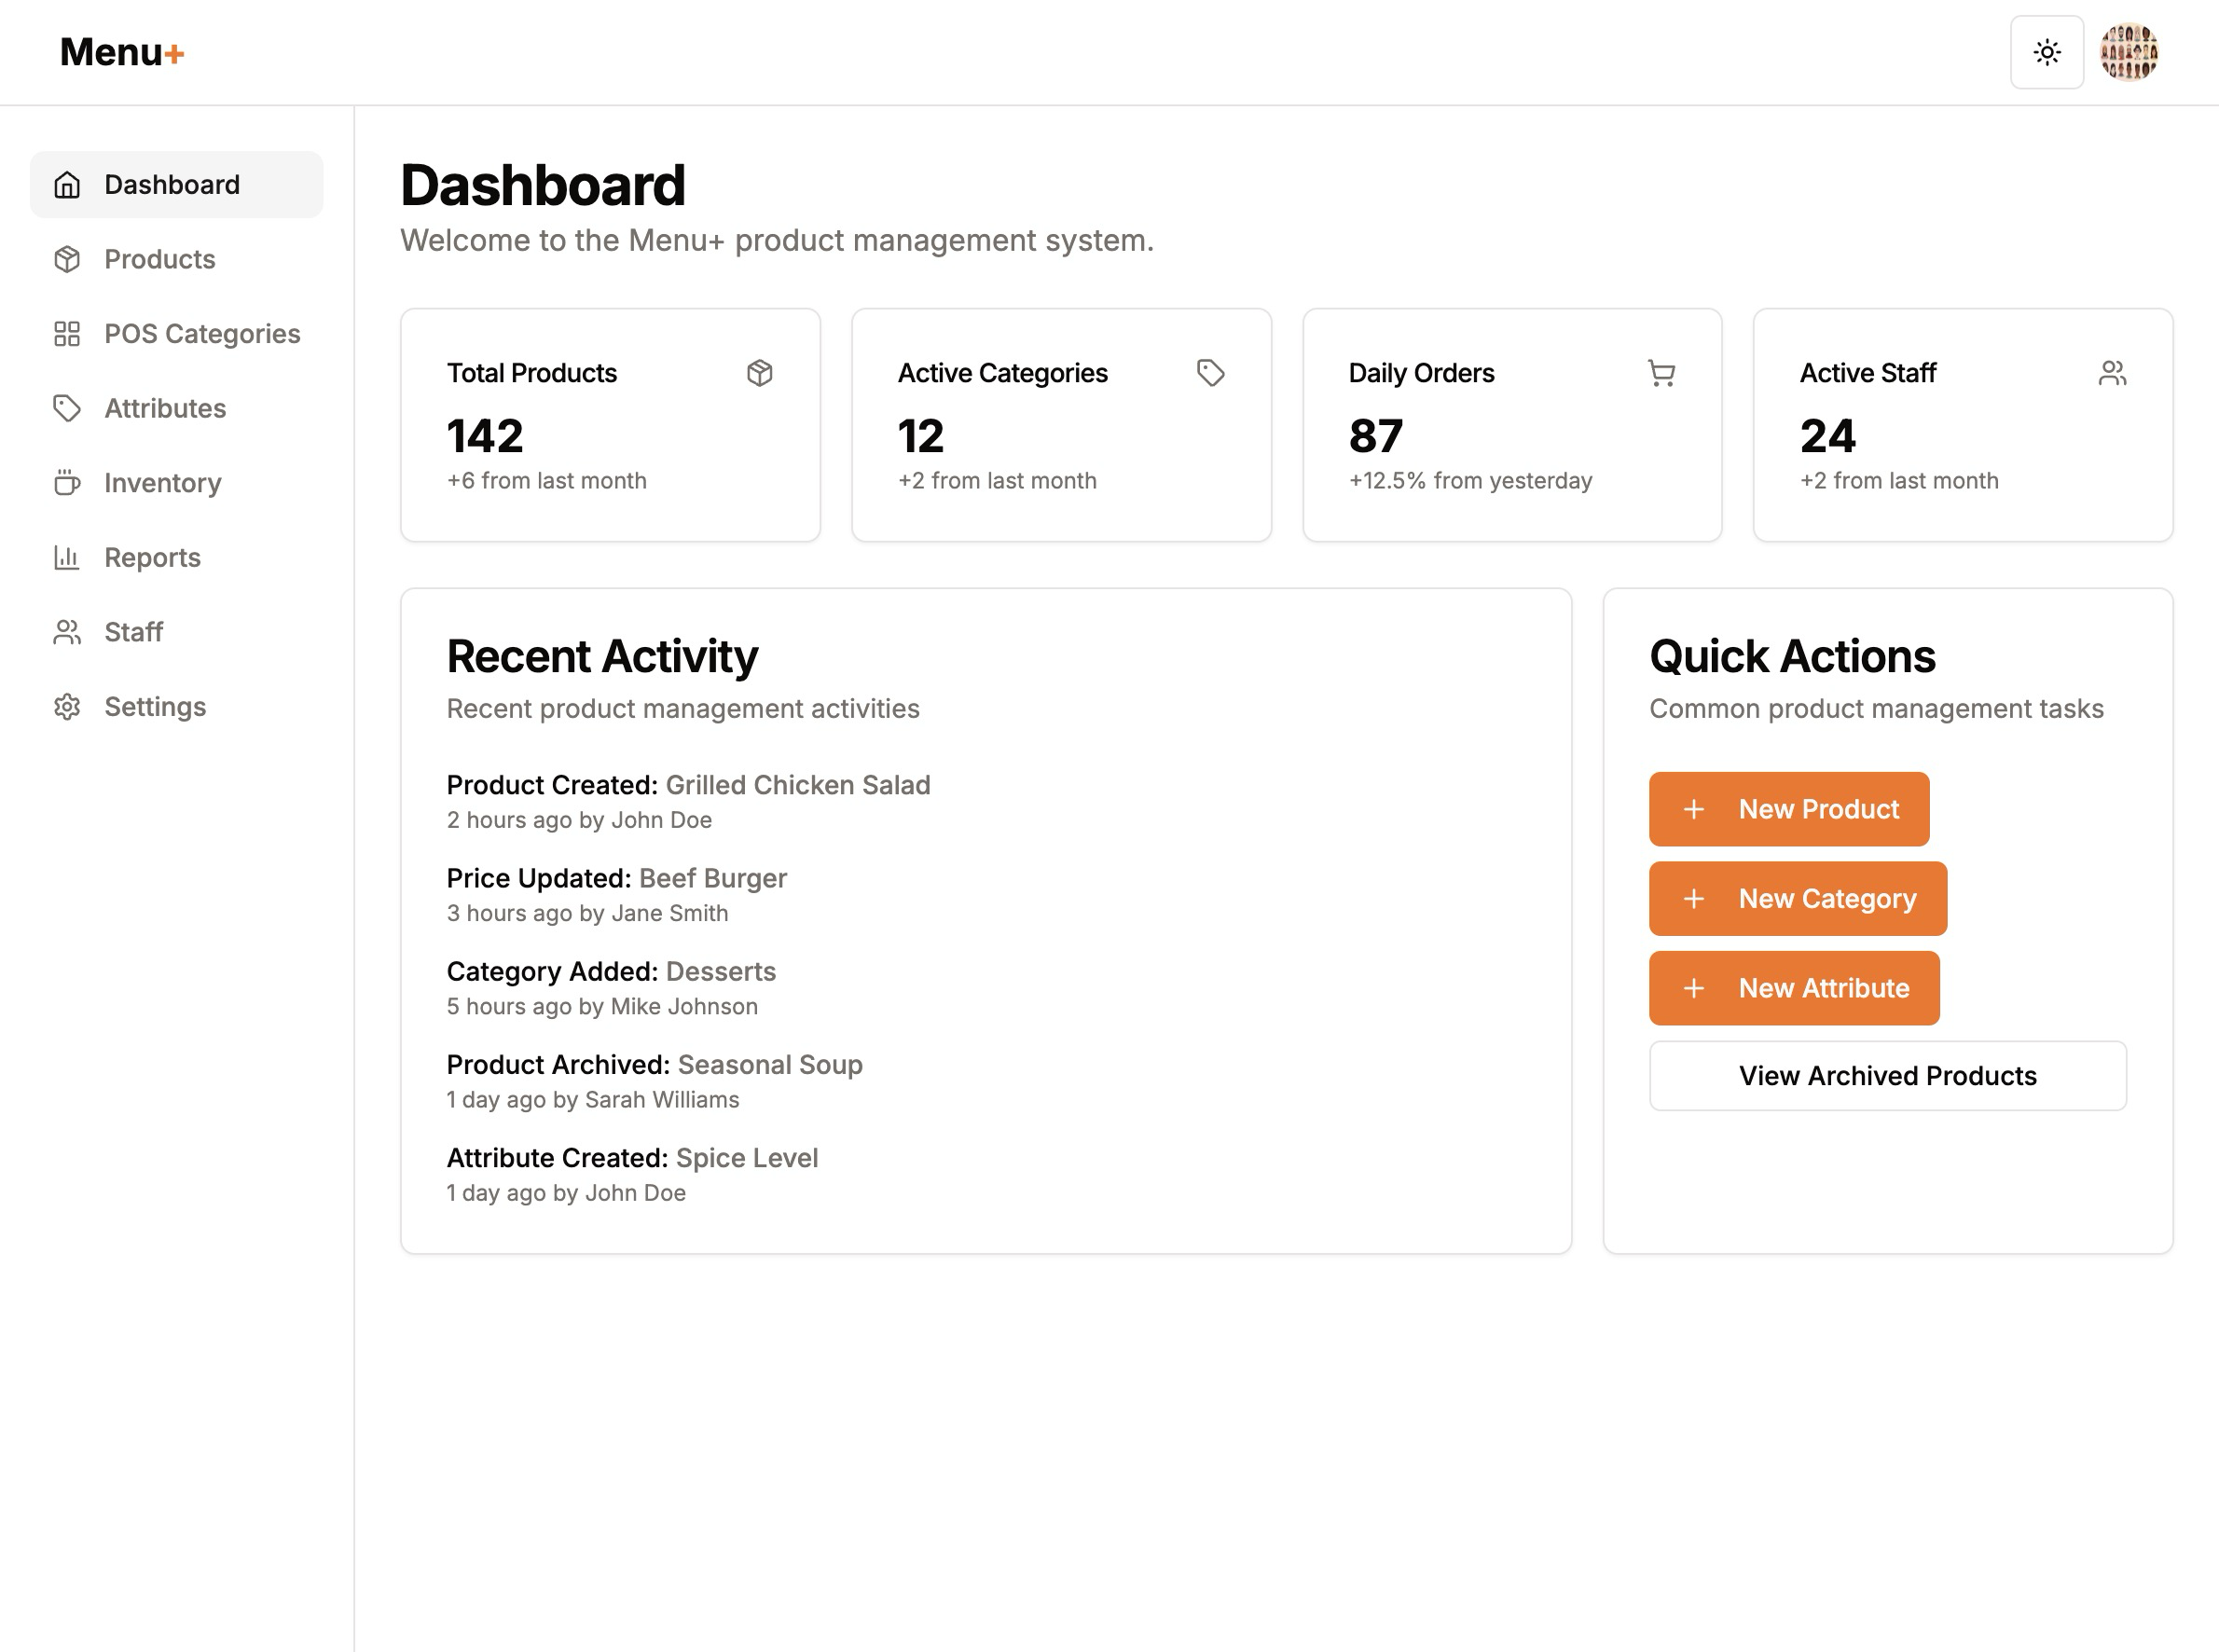 Menu+
Dashboard
Products
POS Categories
Attributes
Inventory
Reports
Staff
Settings
Dashboard
Welcome to the Menu+ product management system.
Total Products
142
+6 from last month
Active Categories
12
+2 from last month
Daily Orders
87
+12.5% from yesterday
Active Staff
24
+2 from last month
Recent Activity
Recent product management activities
Product Created: Grilled Chicken Salad
2 hours ago by John Doe
Price Updated: Beef Burger
3 hours ago by Jane Smith
Category Added: Desserts
5 hours ago by Mike Johnson
Product Archived: Seasonal Soup
1 day ago by Sarah Williams
Attribute Created: Spice Level
1 day ago by John Doe
Quick Actions
Common product management tasks
New Product
New Category
New Attribute
View Archived Products